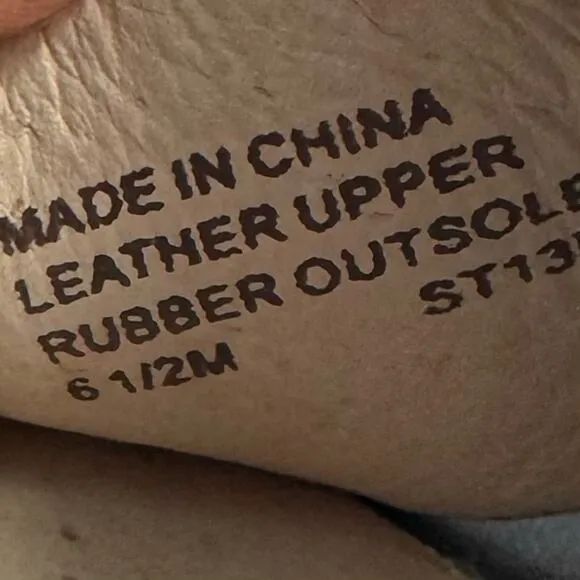 MADE IN CHINA
LEATHER UPPER
RUBBER OUTSOLE
6 1/2M ST13